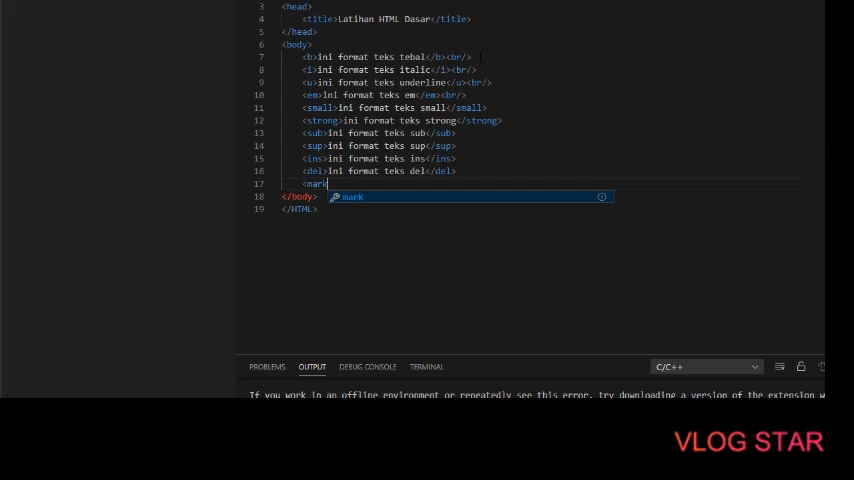 3 <head>
4 <title>Latihan HTML Dasar</title>
5 </head>
6 <body>
7 <b>ini format teks tebal</b><br/>
8 <i>ini format teks italic</i><br/>
9 <u>ini format teks underline</u><br/>
10 <em>ini format teks em</em><br/>
11 <small>ini format teks small</small>
12 <strong>ini format teks strong</strong>
13 <sub>ini format teks sub</sub>
14 <sup>ini format teks sup</sup>
15 <ins>ini format teks ins</ins>
16 <del>ini format teks del</del>
17 <mark
18 </body> mark
19 </HTML>
PROBLEMS OUTPUT DEBUG CONSOLE TERMINAL C/C++
If you work in an offline environment or repeatedly see this error, try downloading a version of the extension w
VLOG STAR